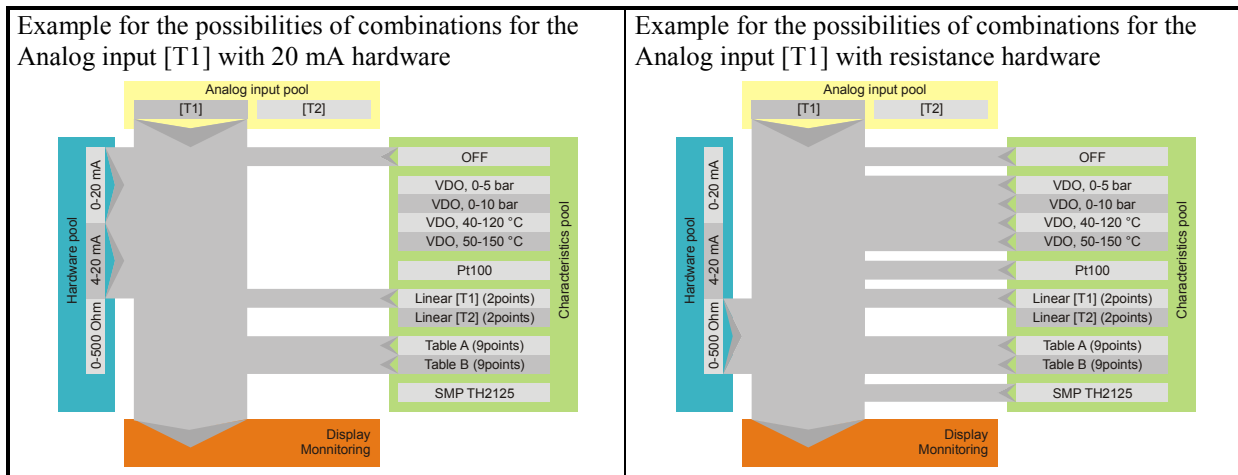 Example for the possibilities of combinations for the
Analog input [T1] with 20 mA hardware
Analog input pool
[T1]
[T2]
Hardware pool
0-20 mA
4-20 mA
0-500 Ohm
OFF
VDO, 0-5 bar
VDO, 0-10 bar
VDO, 40-120 °C
VDO, 50-150 °C
Pt100
Linear [T1] (2points)
Linear [T2] (2points)
Table A (9points)
Table B (9points)
SMP TH2125
Characteristics pool
Display
Monnitoring
Example for the possibilities of combinations for the
Analog input [T1] with resistance hardware
Analog input pool
[T1]
[T2]
Hardware pool
0-20 mA
4-20 mA
0-500 Ohm
OFF
VDO, 0-5 bar
VDO, 0-10 bar
VDO, 40-120 °C
VDO, 50-150 °C
Pt100
Linear [T1] (2points)
Linear [T2] (2points)
Table A (9points)
Table B (9points)
SMP TH2125
Characteristics pool
Display
Monnitoring